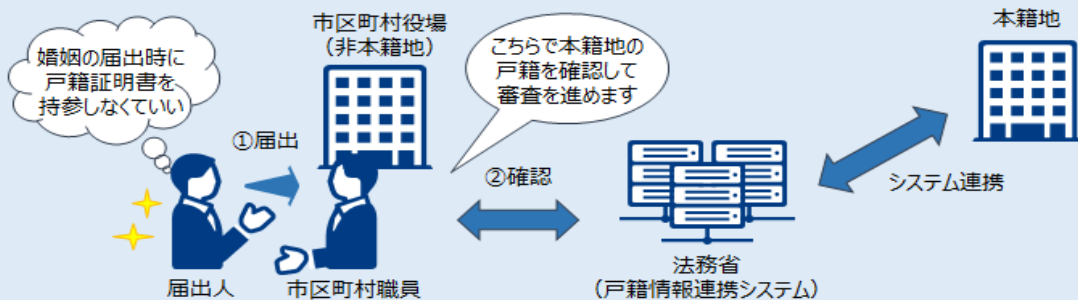 婚姻の届出時に
戸籍証明書を
持参しなくていい
市区町村役場
（非本籍地）
こちらで本籍地の
戸籍を確認して
審査を進めます
本籍地
①届出
②確認
システム連携
届出人
市区町村職員
法務省
（戸籍情報連携システム）